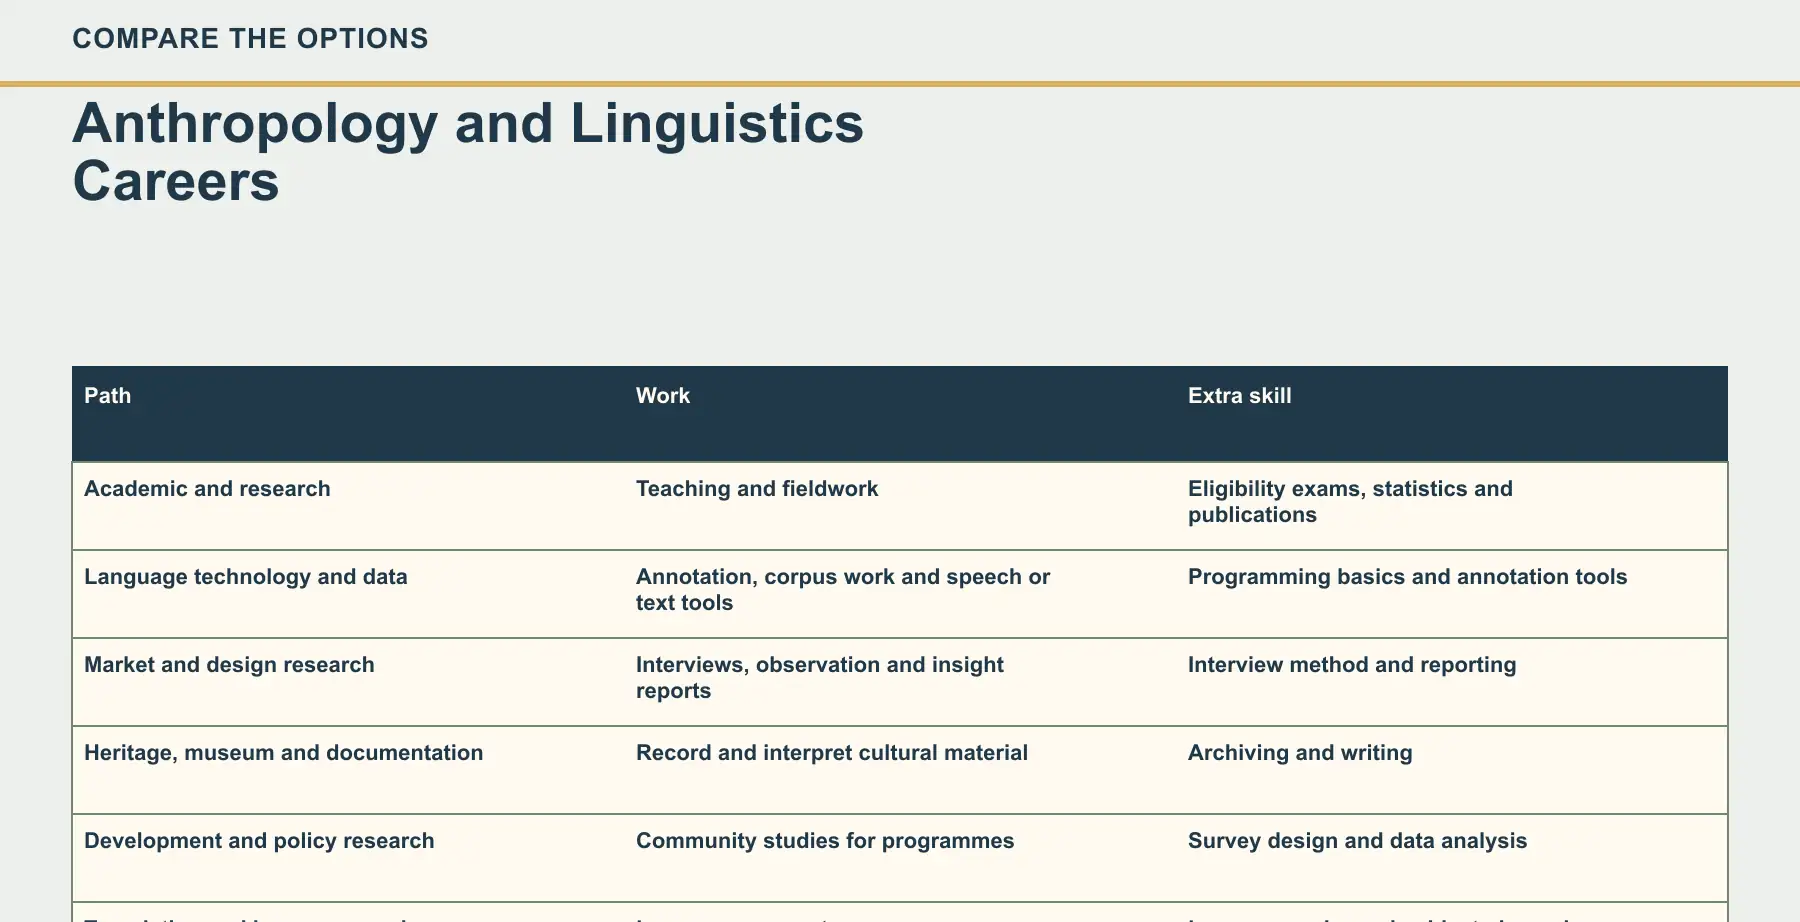 COMPARE THE OPTIONS
Anthropology and Linguistics
Careers
Path
Work
Extra skill
Academic and research
Teaching and fieldwork
Eligibility exams, statistics and
publications
Language technology and data
Annotation, corpus work and speech or
text tools
Programming basics and annotation tools
Market and design research
Interviews, observation and insight
reports
Interview method and reporting
Heritage, museum and documentation
Record and interpret cultural material
Archiving and writing
Development and policy research
Community studies for programmes
Survey design and data analysis